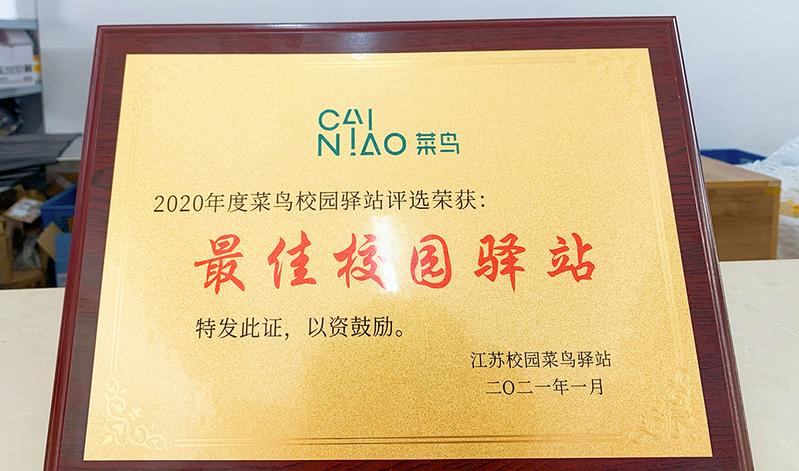 CAI
NIAO 菜鸟
2020年度菜鸟校园驿站评选荣获：
最佳校园驿站
特发此证，以资鼓励。
江苏校园菜鸟驿站
二〇二一年一月